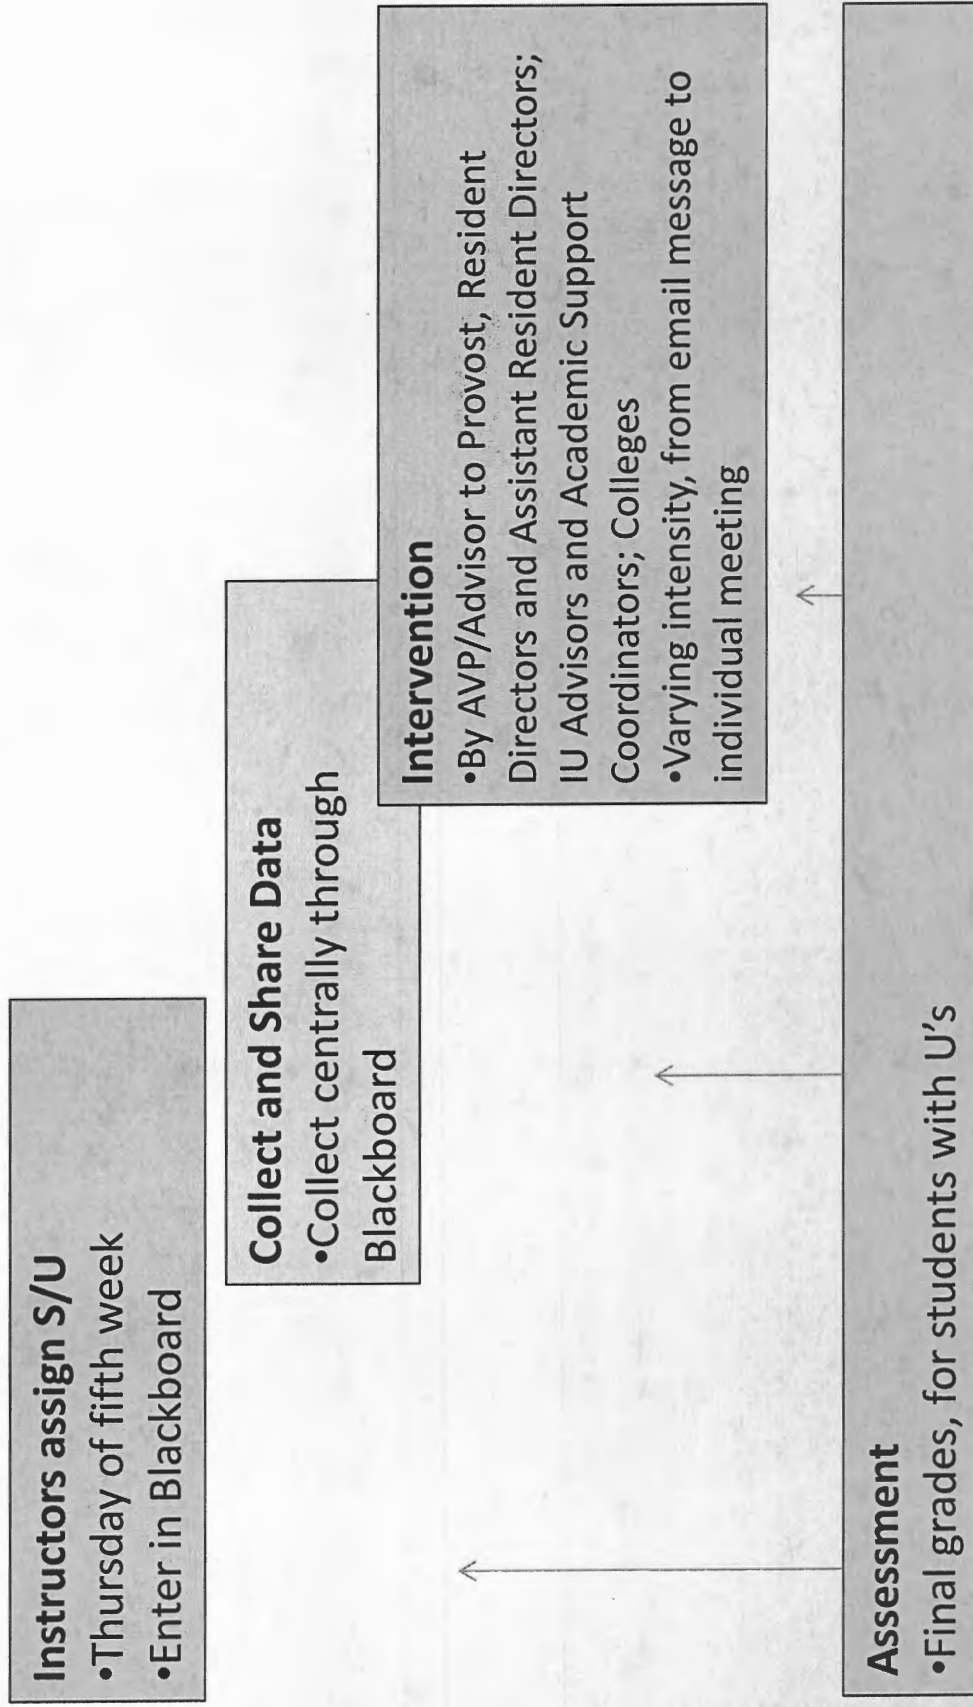 Instructors assign S/U
•Thursday of fifth week
•Enter in Blackboard
Collect and Share Data
•Collect centrally through
Blackboard
Intervention
•By AVP/Advisor to Provost, Resident
Directors and Assistant Resident Directors;
IU Advisors and Academic Support
Coordinators; Colleges
•Varying intensity, from email message to
individual meeting
Assessment
•Final grades, for students with U's